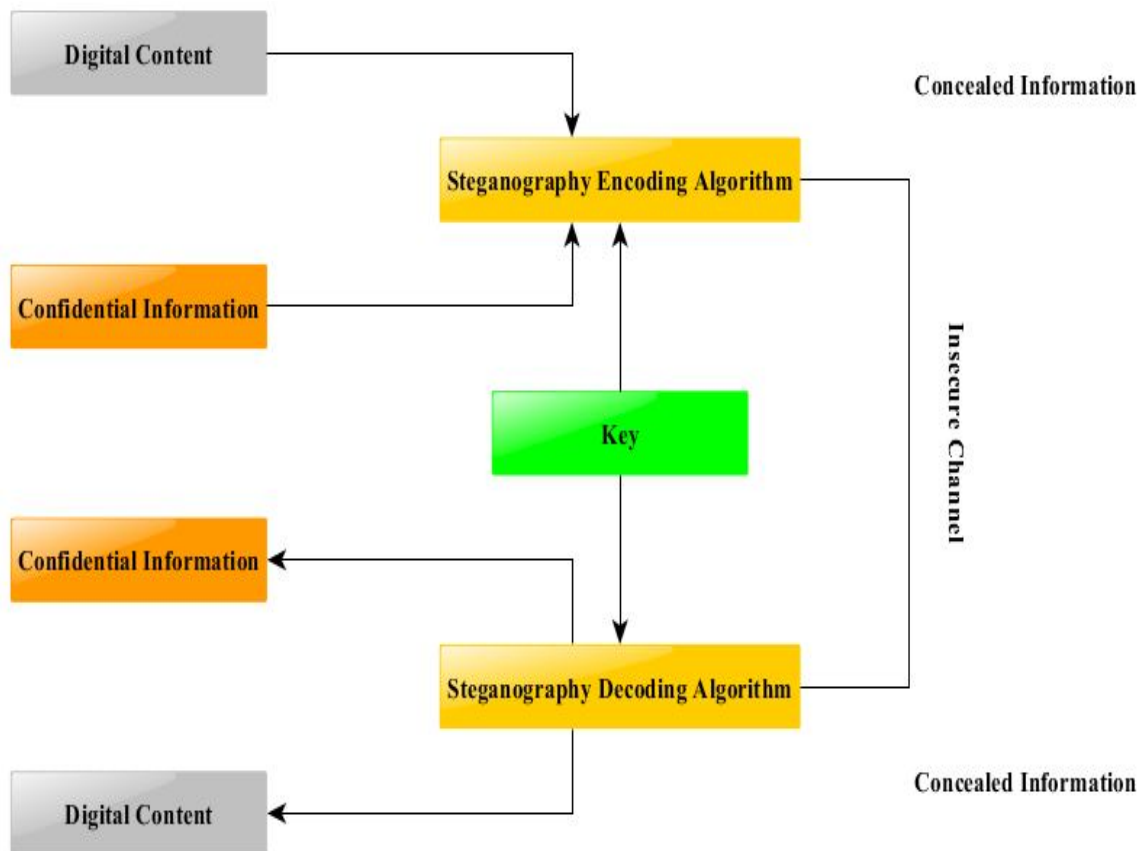 Digital Content
Concealed Information
Steganography Encoding Algorithm
Confidential Information
Insecure Channel
Key
Confidential Information
Steganography Decoding Algorithm
Concealed Information
Digital Content